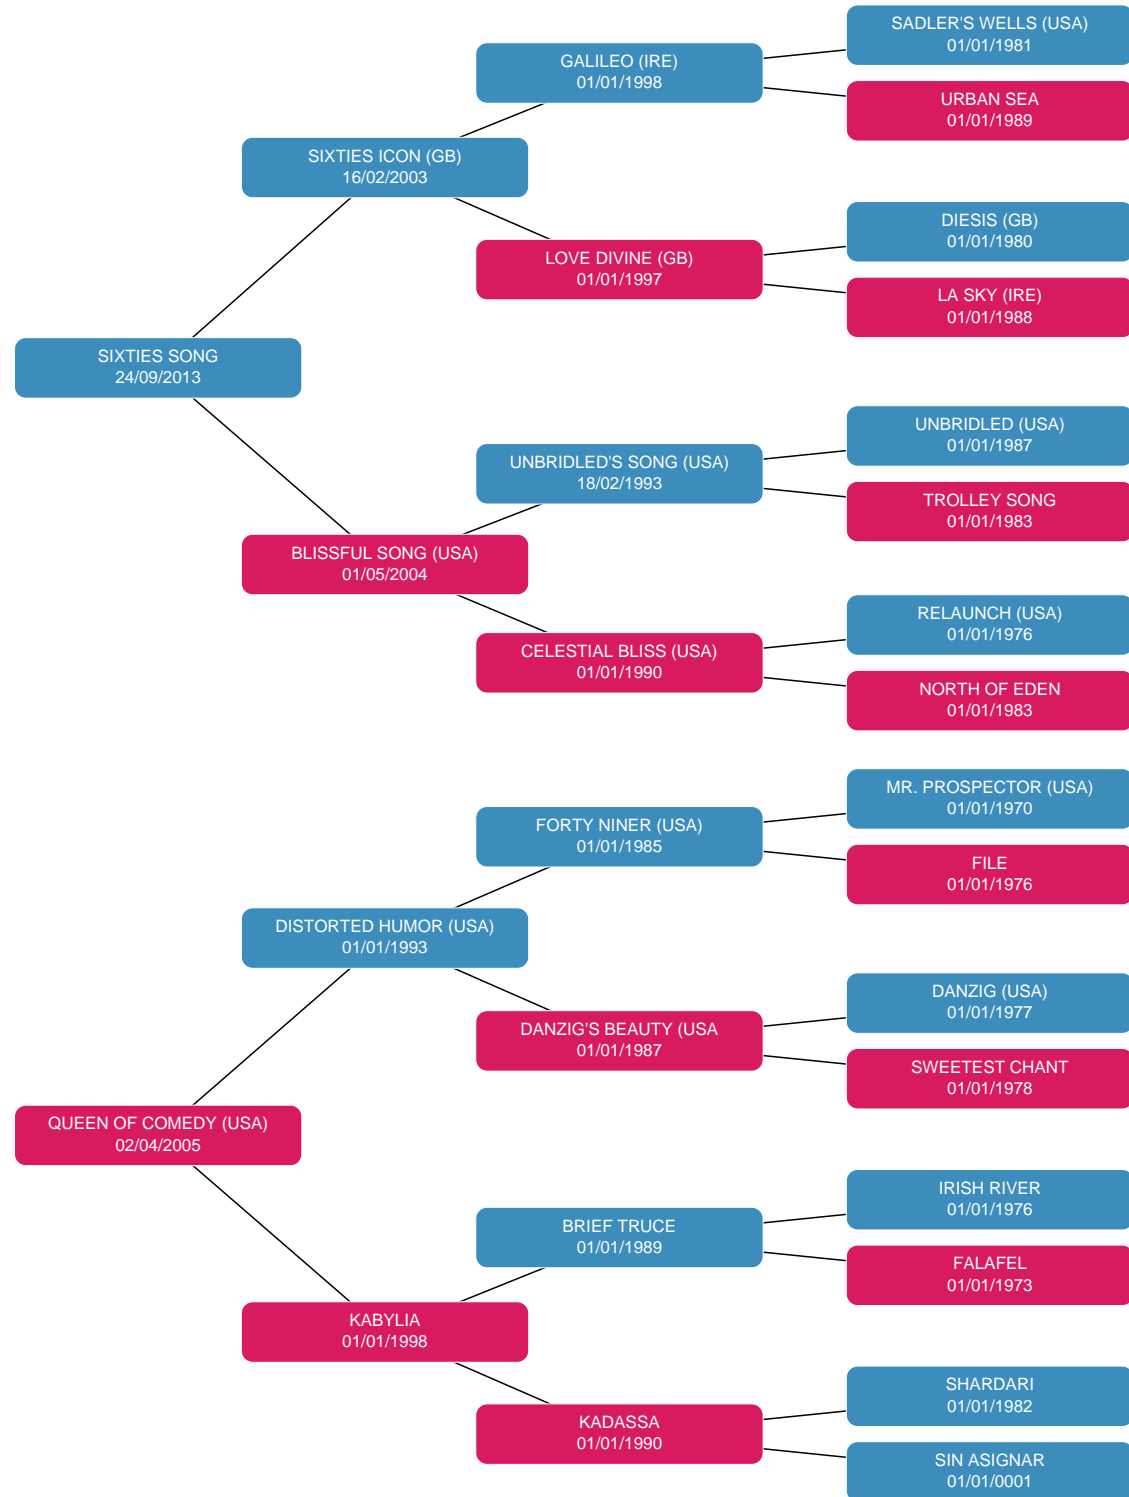 SADLER'S WELLS (USA)
01/01/1981
GALILEO (IRE)
01/01/1998
URBAN SEA
01/01/1989
SIXTIES ICON (GB)
16/02/2003
DIESIS (GB)
01/01/1980
LOVE DIVINE (GB)
01/01/1997
LA SKY (IRE)
01/01/1988
SIXTIES SONG
24/09/2013
UNBRIDLED (USA)
01/01/1987
UNBRIDLED'S SONG (USA)
18/02/1993
TROLLEY SONG
01/01/1983
BLISSFUL SONG (USA)
01/05/2004
RELAUNCH (USA)
01/01/1976
CELESTIAL BLISS (USA)
01/01/1990
NORTH OF EDEN
01/01/1983
MR. PROSPECTOR (USA)
01/01/1970
FORTY NINER (USA)
01/01/1985
FILE
01/01/1976
DISTORTED HUMOR (USA)
01/01/1993
DANZIG (USA)
01/01/1977
DANZIG'S BEAUTY (USA
01/01/1987
SWEETEST CHANT
01/01/1978
QUEEN OF COMEDY (USA)
02/04/2005
IRISH RIVER
01/01/1976
BRIEF TRUCE
01/01/1989
FALAFEL
01/01/1973
KABYLIA
01/01/1998
SHARDARI
01/01/1982
KADASSA
01/01/1990
SIN ASIGNAR
01/01/0001